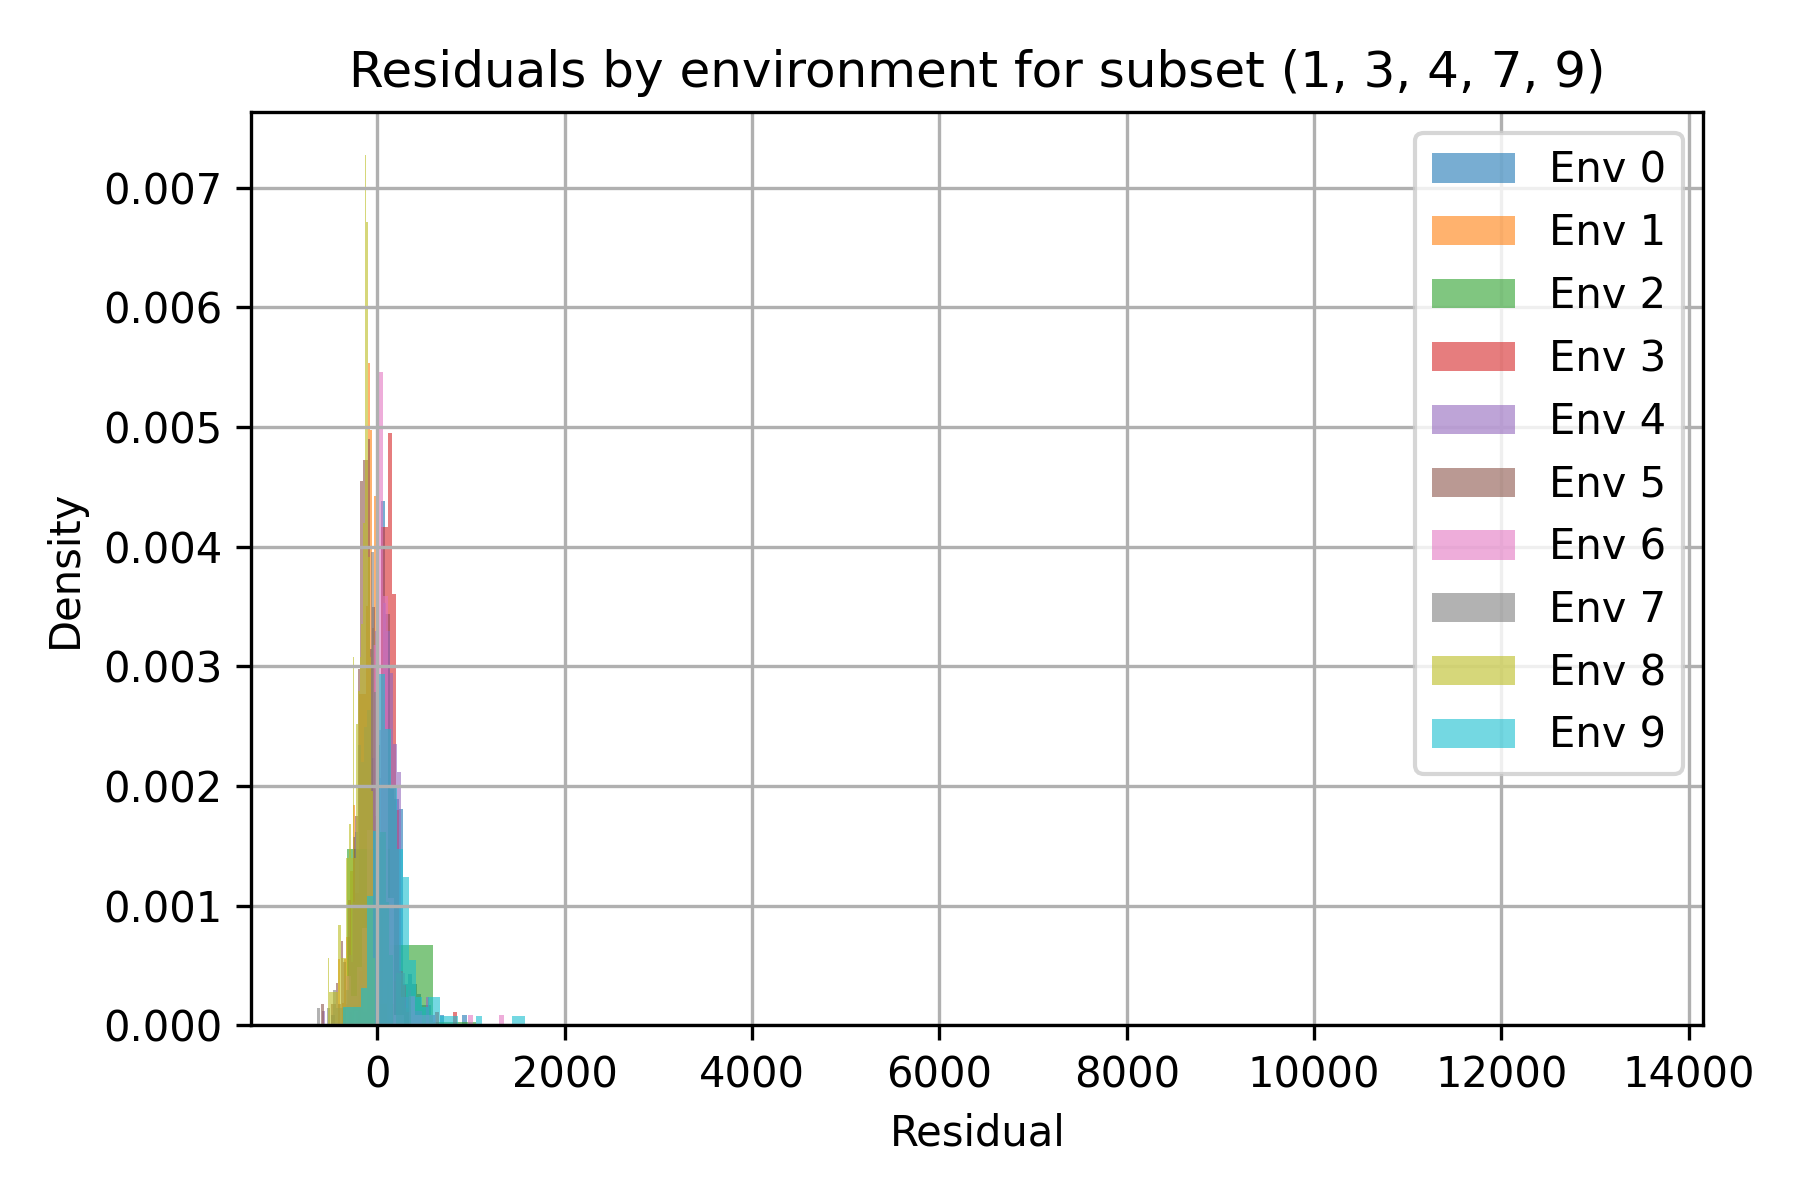 Residuals by environment for subset (1, 3, 4, 7, 9)
0.007
0.006
0.005
0.004
0.003
0.002
0.001
0.000
Density
0
2000
4000
6000
8000
10000
12000
14000
Residual
Env 0
Env 1
Env 2
Env 3
Env 4
Env 5
Env 6
Env 7
Env 8
Env 9